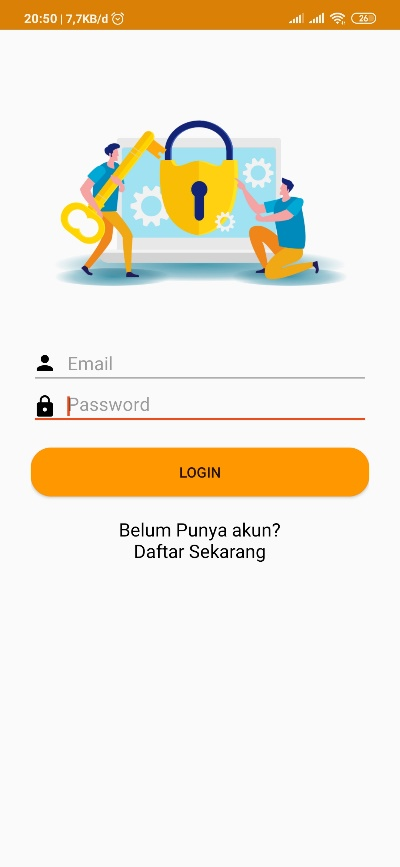 20:50 | 7,7KB/d
26
Email
Password
LOGIN
Belum Punya akun?
Daftar Sekarang